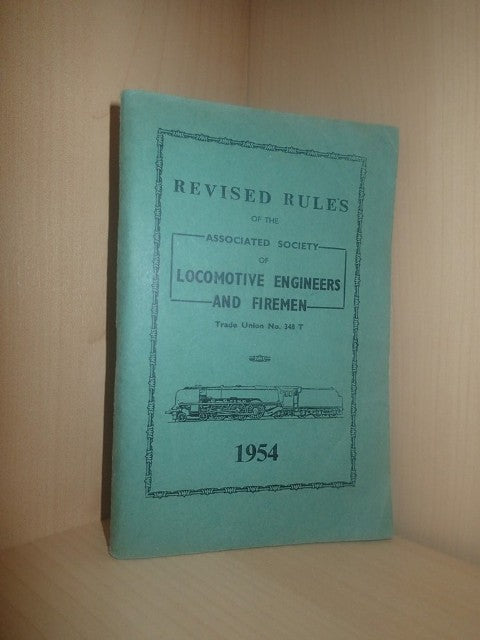 REVISED RULES
OF THE
ASSOCIATED SOCIETY
OF
LOCOMOTIVE ENGINEERS
AND FIREMEN
Trade Union No. 348 T
1954